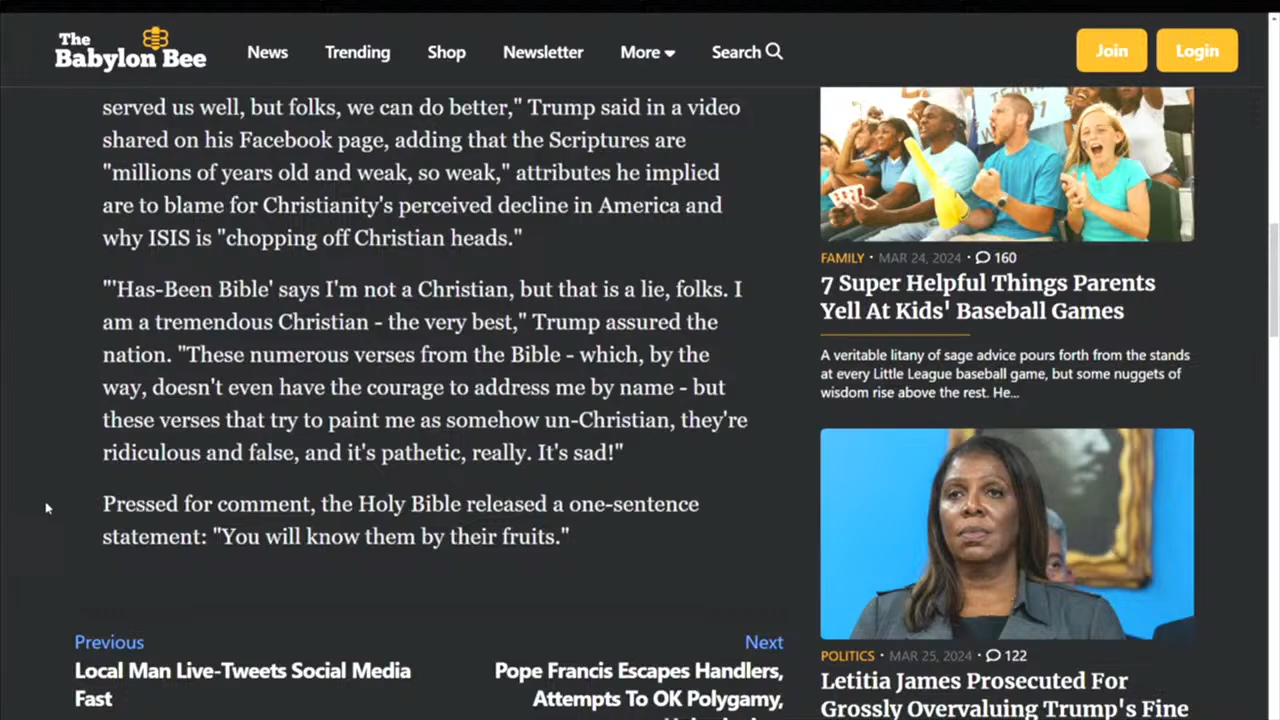 The
Babylon Bee
News
Trending
Shop
Newsletter
More
Search
Join
Login
served us well, but folks, we can do better," Trump said in a video
shared on his Facebook page, adding that the Scriptures are
"millions of years old and weak, so weak," attributes he implied
are to blame for Christianity's perceived decline in America and
why ISIS is "chopping off Christian heads."
"'Has-Been Bible' says I'm not a Christian, but that is a lie, folks. I
am a tremendous Christian - the very best," Trump assured the
nation. "These numerous verses from the Bible - which, by the
way, doesn't even have the courage to address me by name - but
these verses that try to paint me as somehow un-Christian, they're
ridiculous and false, and it's pathetic, really. It's sad!"
Pressed for comment, the Holy Bible released a one-sentence
statement: "You will know them by their fruits."
Previous
Local Man Live-Tweets Social Media
Fast
Next
Pope Francis Escapes Handlers,
Attempts To OK Polygamy,
FAMILY · MAR 24, 2024 · 160
7 Super Helpful Things Parents
Yell At Kids' Baseball Games
A veritable litany of sage advice pours forth from the stands
at every Little League baseball game, but some nuggets of
wisdom rise above the rest. He...
POLITICS · MAR 25, 2024 · 122
Letitia James Prosecuted For
Grossly Overvaluing Trump's Fine